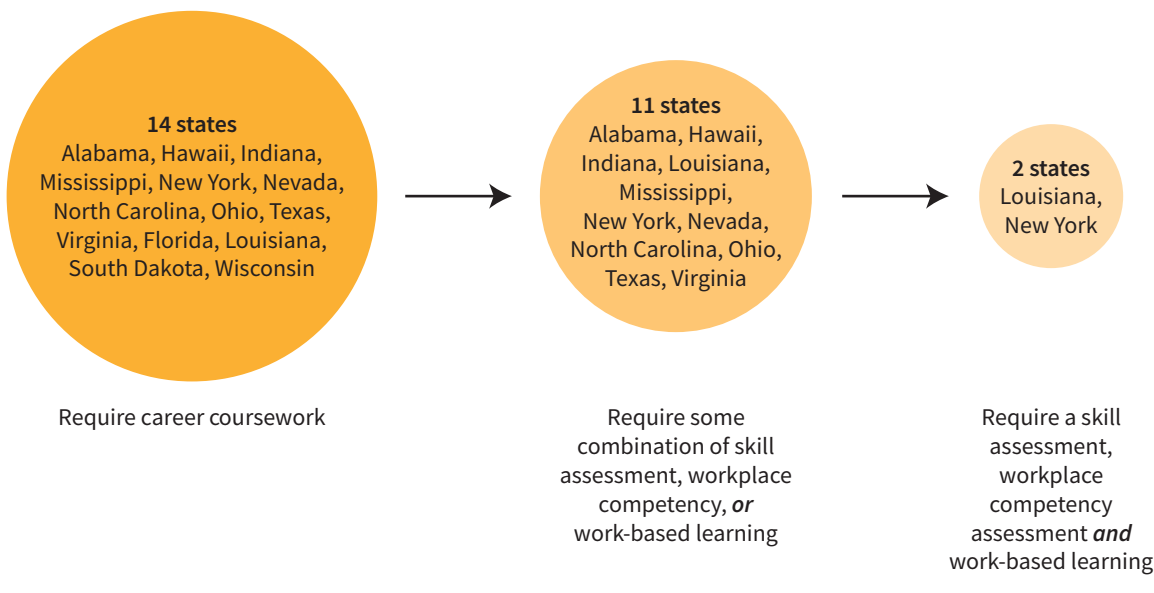 14 states
Alabama, Hawaii, Indiana,
Mississippi, New York, Nevada,
North Carolina, Ohio, Texas,
Virginia, Florida, Louisiana,
South Dakota, Wisconsin
Require career coursework
11 states
Alabama, Hawaii,
Indiana, Louisiana,
Mississippi,
New York, Nevada,
North Carolina, Ohio,
Texas, Virginia
Require some
combination of skill
assessment, workplace
competency, or
work-based learning
2 states
Louisiana,
New York
Require a skill
assessment,
workplace
competency
assessment and
work-based learning